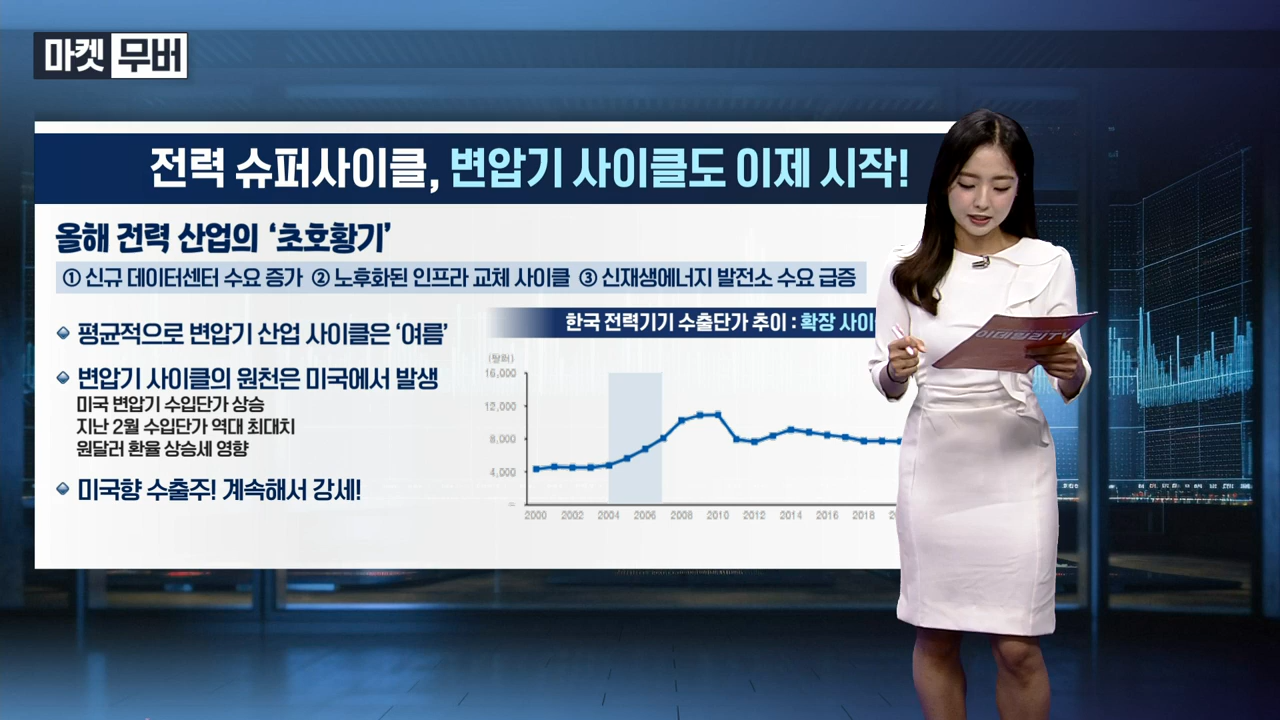 마켓 무버
전력 슈퍼사이클, 변압기 사이클도 이제 시작!
올해 전력 산업의 '초호황기'
① 신규 데이터센터 수요 증가 ② 노후화된 인프라 교체 사이클 ③ 신재생에너지 발전소 수요 급증
평균적으로 변압기 산업 사이클은 '여름'
변압기 사이클의 원천은 미국에서 발생
미국 변압기 수입단가 상승
지난 2월 수입단가 역대 최대치
원달러 환율 상승세 영향
미국향 수출주! 계속해서 강세!
한국 전력기기 수출단가 추이 : 확장 사이
(달러)
16,000
12,000
8,000
4,000
-
2000 2002 2004 2006 2008 2010 2012 2014 2016 2018
이데일리TV